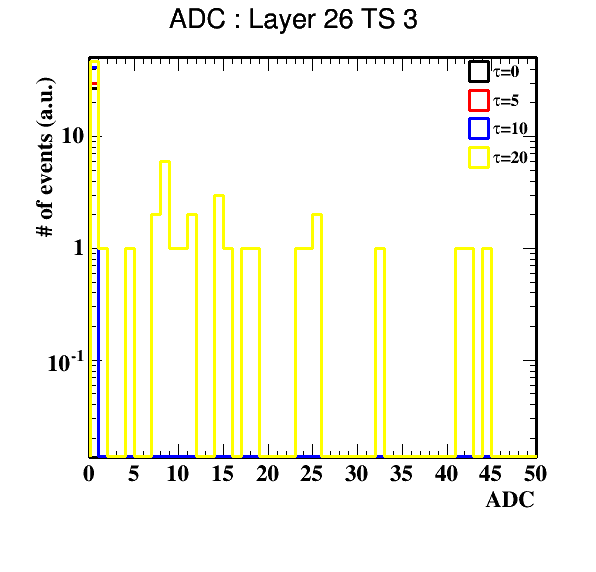 ADC : Layer 26 TS 3
# of events (a.u.)
τ=0
τ=5
τ=10
τ=20
10
1
10-1
0 5 10 15 20 25 30 35 40 45 50
ADC